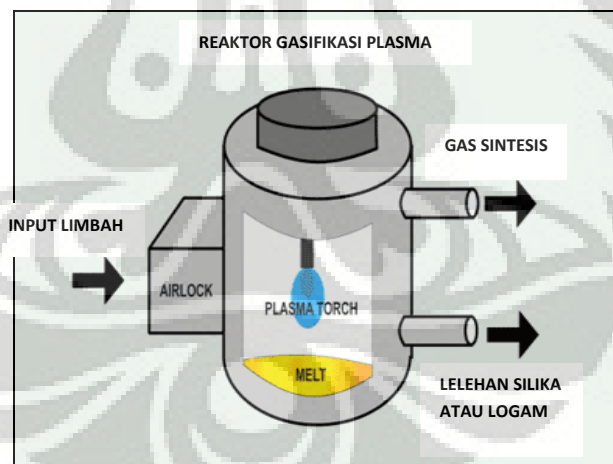 REAKTOR GASIFIKASI PLASMA
GAS SINTESIS
INPUT LIMBAH
AIRLOCK
PLASMA TORCH
MELT
LELEHAN SILIKA
ATAU LOGAM